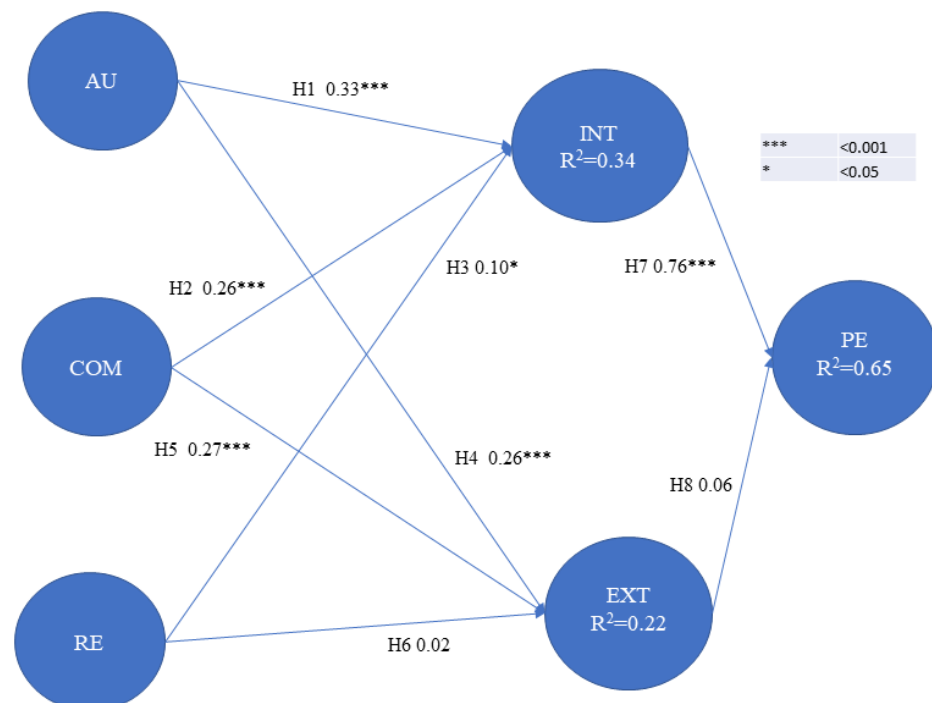 AU
H1  0.33***
INT
R²=0.34
*** <0.001
* <0.05
H3 0.10*
H7 0.76***
H2  0.26***
COM
PE
R²=0.65
H5  0.27***
H4  0.26***
H8 0.06
EXT
R²=0.22
RE
H6 0.02